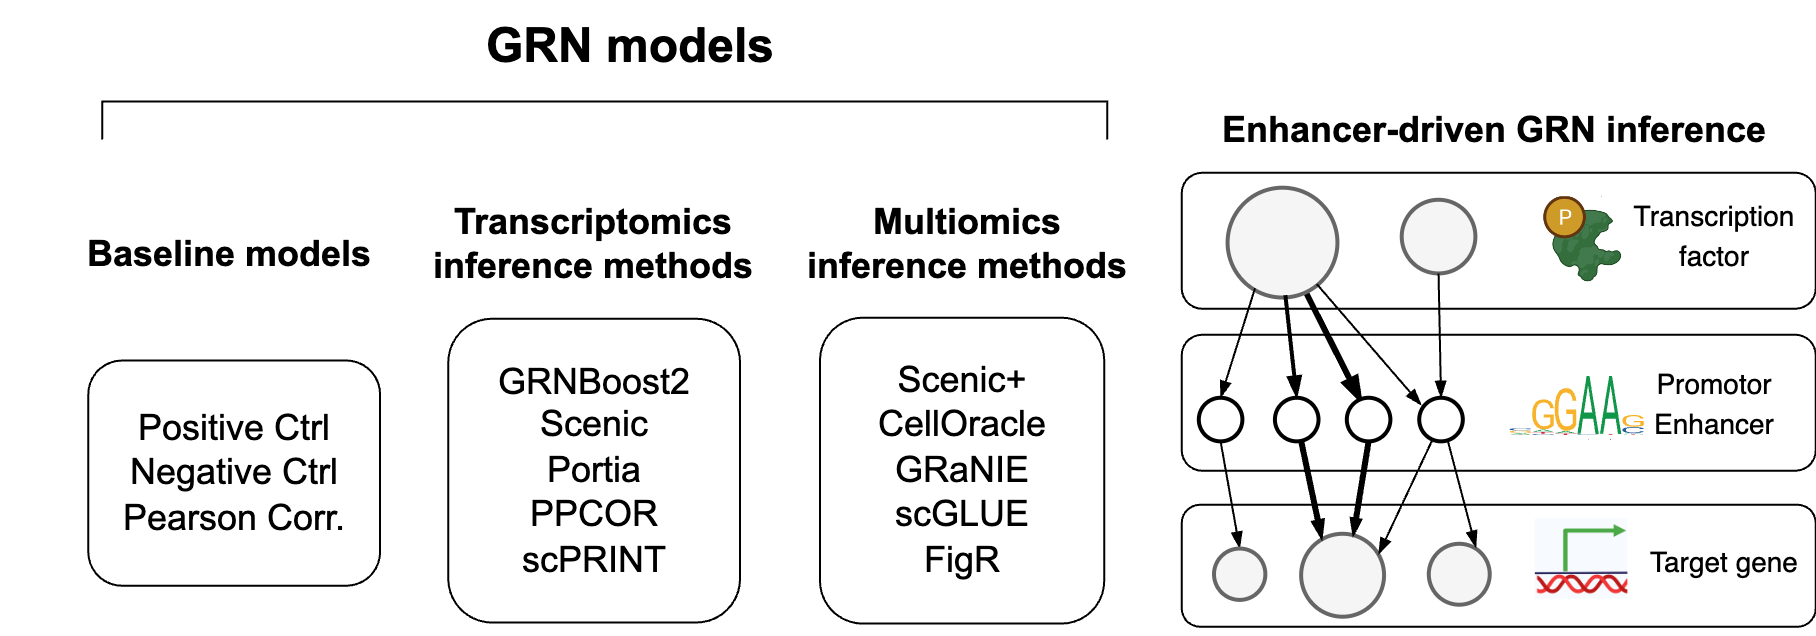 GRN models
Baseline models
Positive Ctrl
Negative Ctrl
Pearson Corr.
Transcriptomics
inference methods
GRNBoost2
Scenic
Portia
PPCOR
scPRINT
Multiomics
inference methods
Scenic+
CellOracle
GRaNIE
scGLUE
FigR
Enhancer-driven GRN inference
P
Transcription
factor
GGAAG
Promotor
Enhancer
Target gene